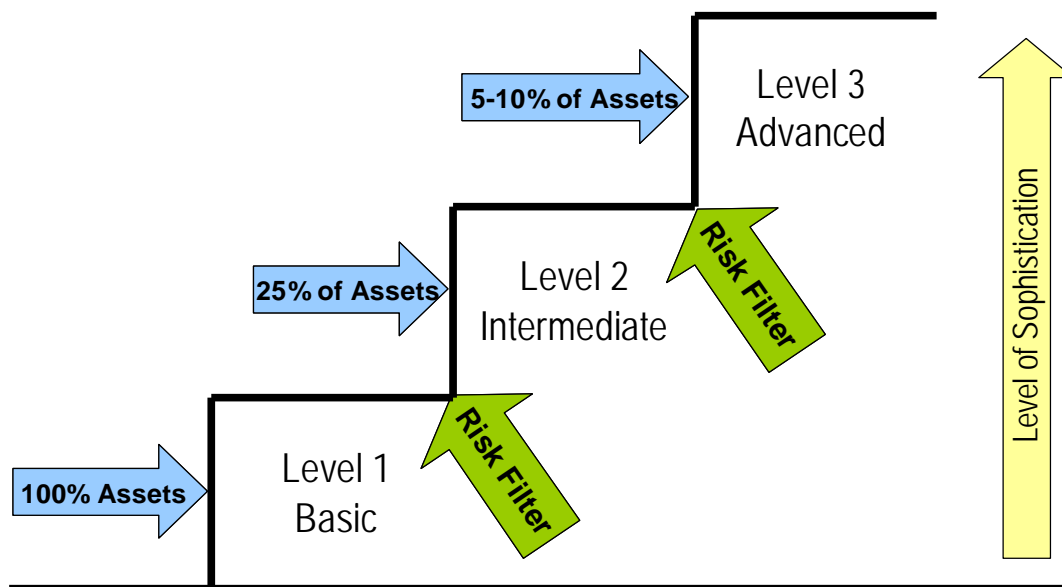 5-10% of Assets
Level 3
Advanced
Risk Filter
25% of Assets
Level 2
Intermediate
Risk Filter
100% Assets
Level 1
Basic
Level of Sophistication